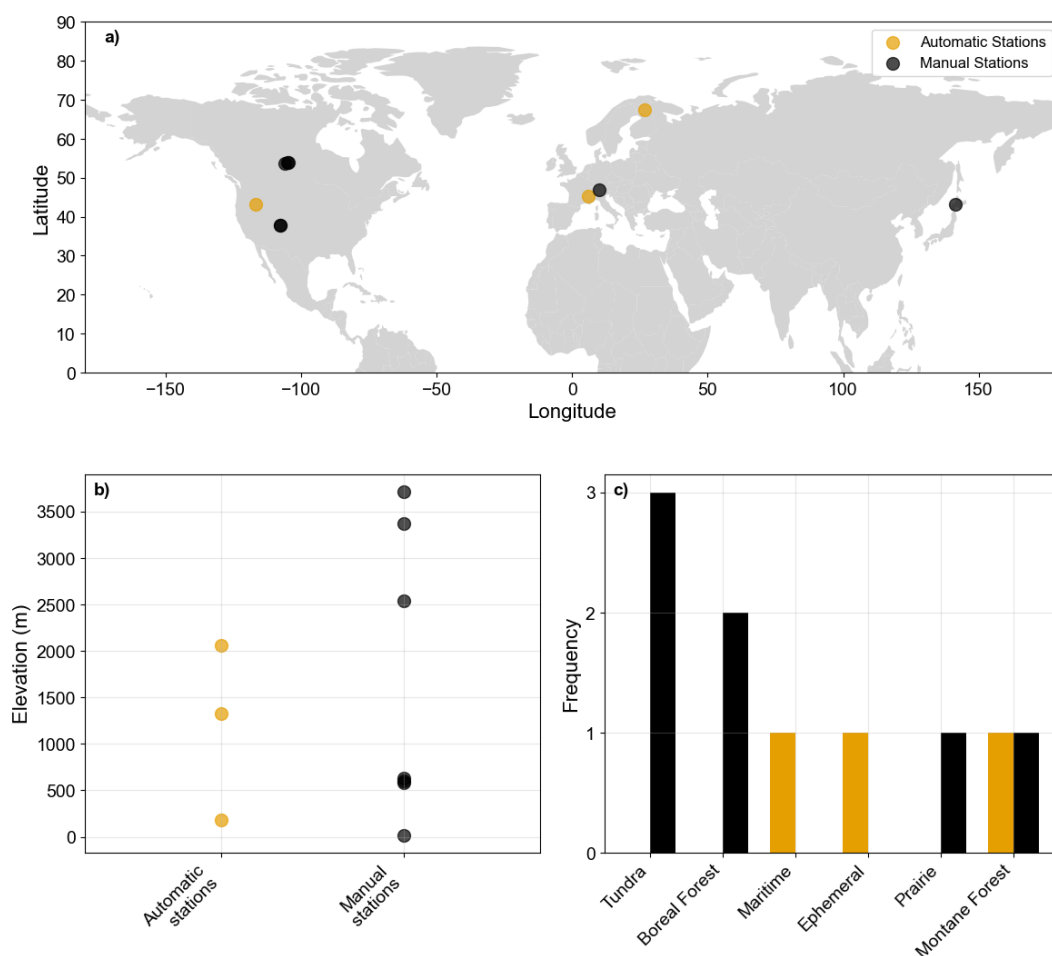 a)
Automatic Stations
Manual Stations
90
80
70
60
50
40
30
20
10
0
Latitude
−150
−100
−50
0
50
100
150
Longitude
b)
3500
3000
2500
2000
1500
1000
500
0
Elevation (m)
Automatic
stations
Manual
stations
c)
3
2
1
0
Frequency
Tundra
Boreal Forest
Maritime
Ephemeral
Prairie
Montane Forest